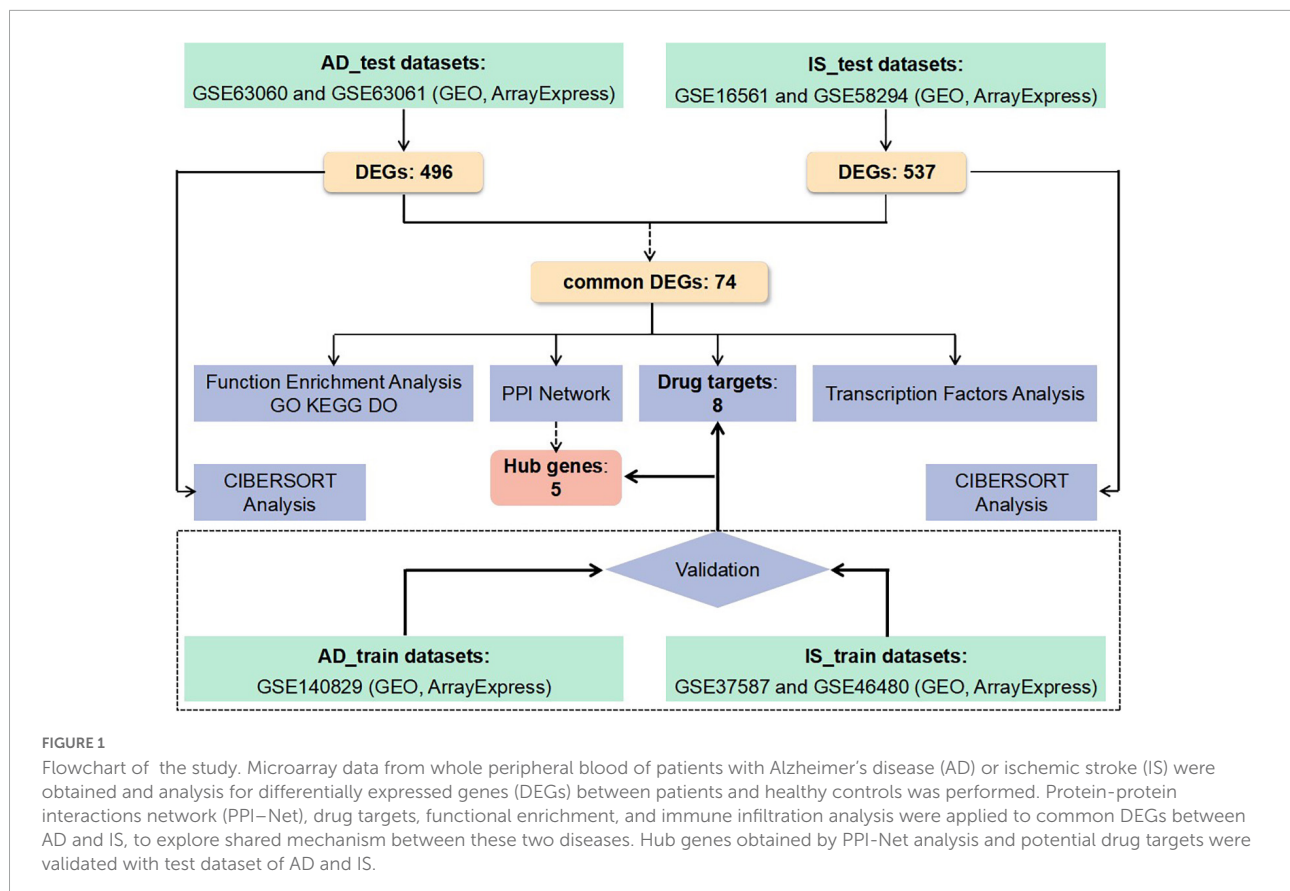 AD_test datasets:
GSE63060 and GSE63061 (GEO, ArrayExpress)
IS_test datasets:
GSE16561 and GSE58294 (GEO, ArrayExpress)
DEGs: 496
DEGs: 537
common DEGs: 74
Function Enrichment Analysis
GO KEGG DO
PPI Network
Drug targets:
8
Transcription Factors Analysis
Hub genes:
5
CIBERSORT
Analysis
CIBERSORT
Analysis
Validation
AD_train datasets:
GSE140829 (GEO, ArrayExpress)
IS_train datasets:
GSE37587 and GSE46480 (GEO, ArrayExpress)
FIGURE 1
Flowchart of the study. Microarray data from whole peripheral blood of patients with Alzheimer's disease (AD) or ischemic stroke (IS) were
obtained and analysis for differentially expressed genes (DEGs) between patients and healthy controls was performed. Protein-protein
interactions network (PPI–Net), drug targets, functional enrichment, and immune infiltration analysis were applied to common DEGs between
AD and IS, to explore shared mechanism between these two diseases. Hub genes obtained by PPI-Net analysis and potential drug targets were
validated with test dataset of AD and IS.